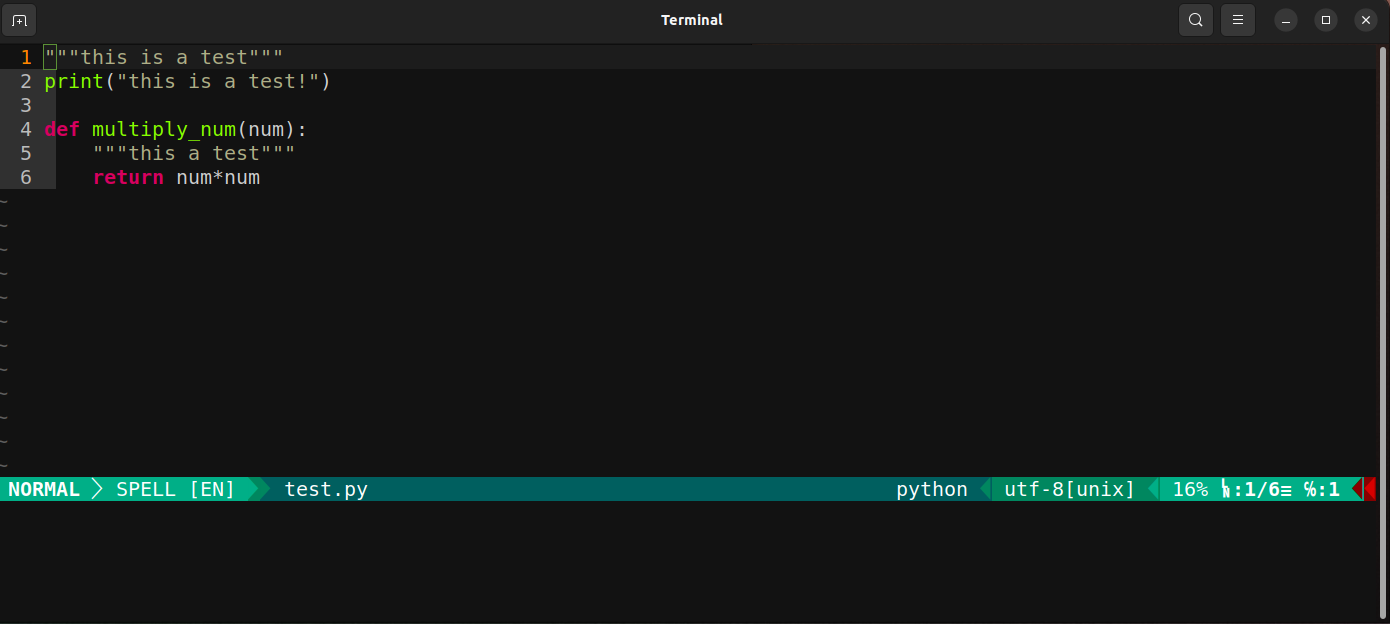 Terminal
1 """this is a test"""
2 print("this is a test!")
3
4 def multiply_num(num):
5     """this a test"""
6     return num*num
~
~
~
~
~
~
~
~
~
~
~
~
NORMAL SPELL [EN] test.py python utf-8[unix] 16% ㏑:1/6≡ ℅:1